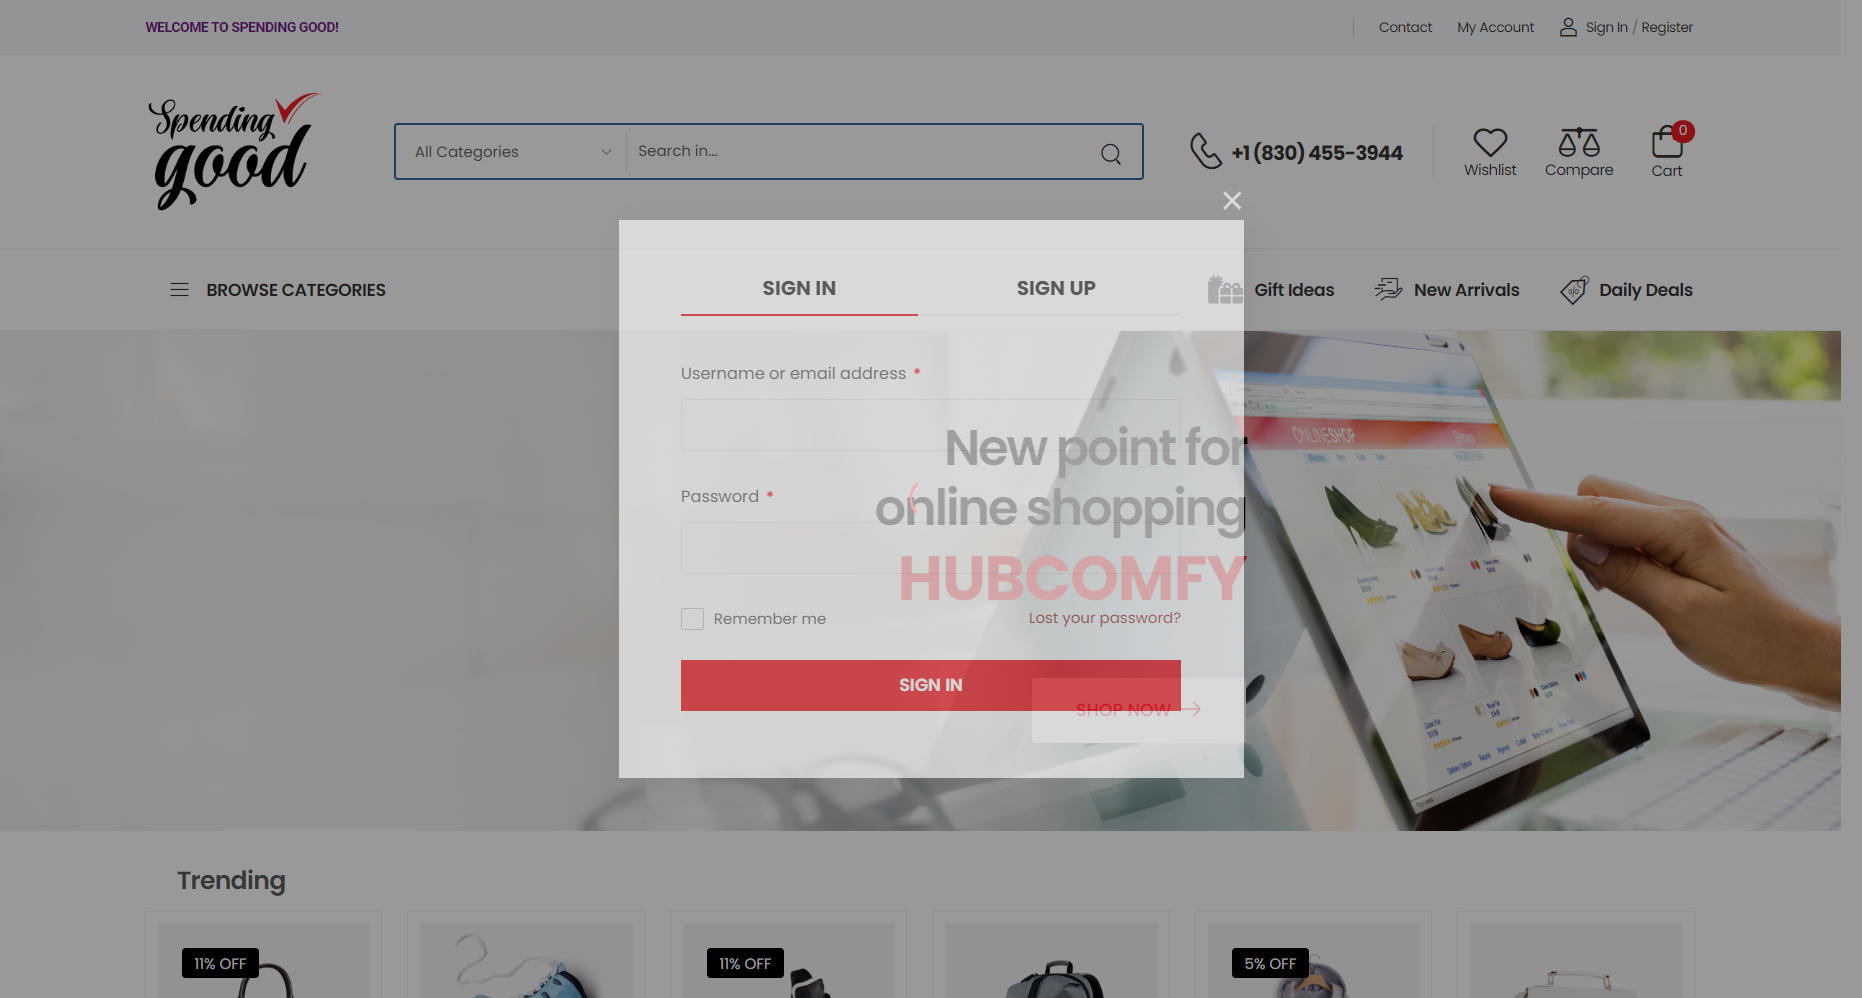 WELCOME TO SPENDING GOOD!
Contact
My Account
Sign In / Register
Spending
good
All Categories
Search in...
+1 (830) 455-3944
Wishlist
Compare
0
Cart
BROWSE CATEGORIES
Gift Ideas
New Arrivals
Daily Deals
SIGN IN
SIGN UP
Username or email address *
Password *
Remember me
Lost your password?
SIGN IN
New point for
online shopping
HUBCOMFY
SHOP NOW
ONLINESHOP
Shoes
Trending
11% OFF
11% OFF
5% OFF